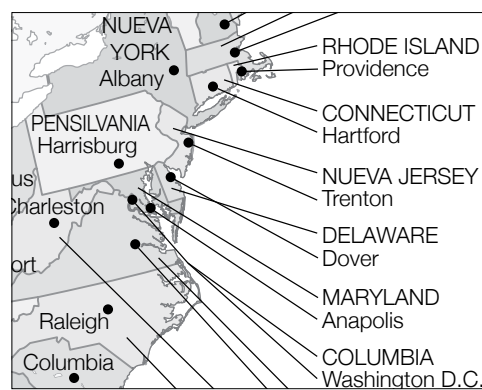 NUEVA
YORK
Albany
PENSILVANIA
Harrisburg
Charleston
Raleigh
Columbia
RHODE ISLAND
Providence
CONNECTICUT
Hartford
NUEVA JERSEY
Trenton
DELAWARE
Dover
MARYLAND
Anapolis
COLUMBIA
Washington D.C.